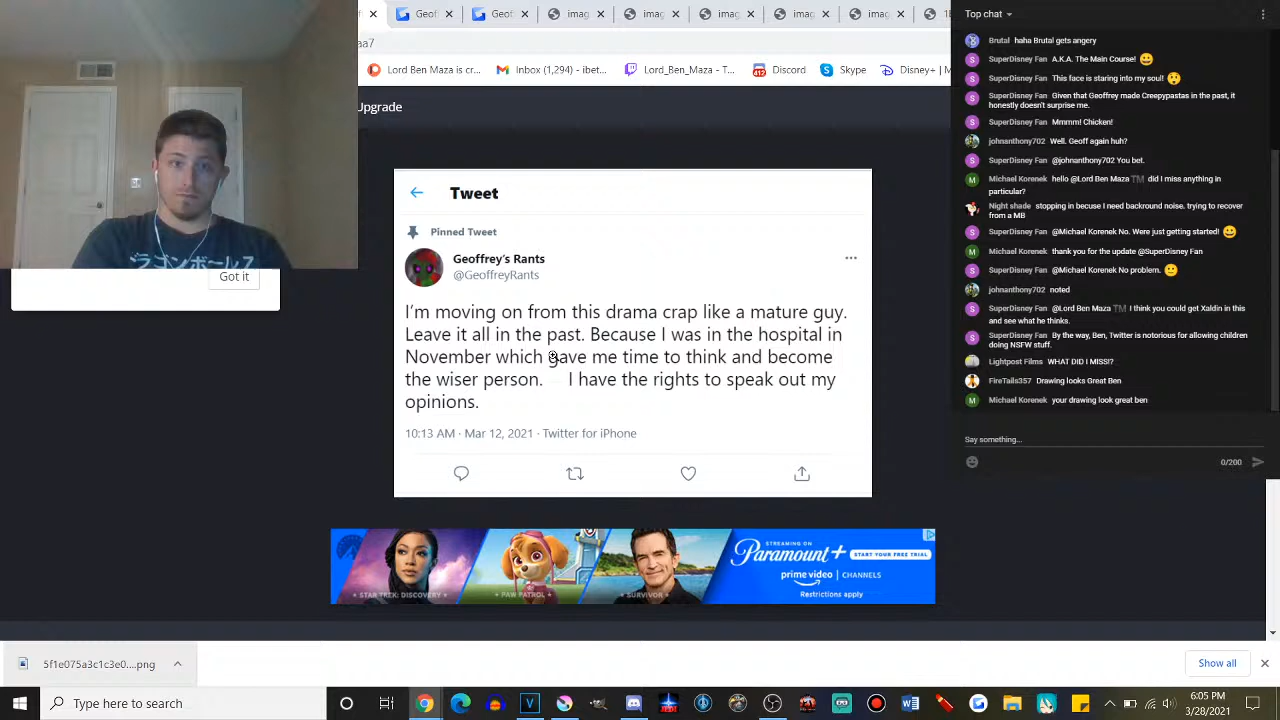 imag
imag
imag
imag
aa7
Lord Ben Maza is cr...
Inbox (1,294) - ibet...
Lord_Ben_Maza - T...
412
Discord
Skype
Disney+ | M
Upgrade
Got it
Tweet
Pinned Tweet
Geoffrey's Rants
@GeoffreyRants
I'm moving on from this drama crap like a mature guy.
Leave it all in the past. Because I was in the hospital in
November which gave me time to think and become
the wiser person. I have the rights to speak out my
opinions.
10:13 AM · Mar 12, 2021 · Twitter for iPhone
STREAMING ON
Paramount+
START YOUR FREE TRIAL
prime video | CHANNELS
Restrictions apply
STAR TREK: DISCOVERY
PAW PATROL
SURVIVOR
Top chat
Brutal haha Brutal gets angery
SuperDisney Fan A.K.A. The Main Course!
SuperDisney Fan This face is staring into my soul!
SuperDisney Fan Given that Geoffrey made Creepypastas in the past, it
honestly doesn't surprise me.
SuperDisney Fan Mmmm! Chicken!
johnanthony702 Well. Geoff again huh?
SuperDisney Fan @johnanthony702 You bet.
Michael Korenek hello @Lord Ben Maza™ did I miss anything in
particular?
Night shade stopping in becuse I need backround noise. trying to recover
from a MB
SuperDisney Fan @Michael Korenek No. Were just getting started!
Michael Korenek thank you for the update @SuperDisney Fan
SuperDisney Fan @Michael Korenek No problem.
johnanthony702 noted
SuperDisney Fan @Lord Ben Maza™ I think you could get Xaldin in this
and see what he thinks.
SuperDisney Fan By the way, Ben, Twitter is notorious for allowing children
doing NSFW stuff.
Lightpost Films WHAT DID I MISS!?
FireTails357 Drawing looks Great Ben
Michael Korenek your drawing look great ben
Say something...
0/200
5f1e075a3c1c3e0....png
Show all
Type here to search
6:05 PM
3/28/2021